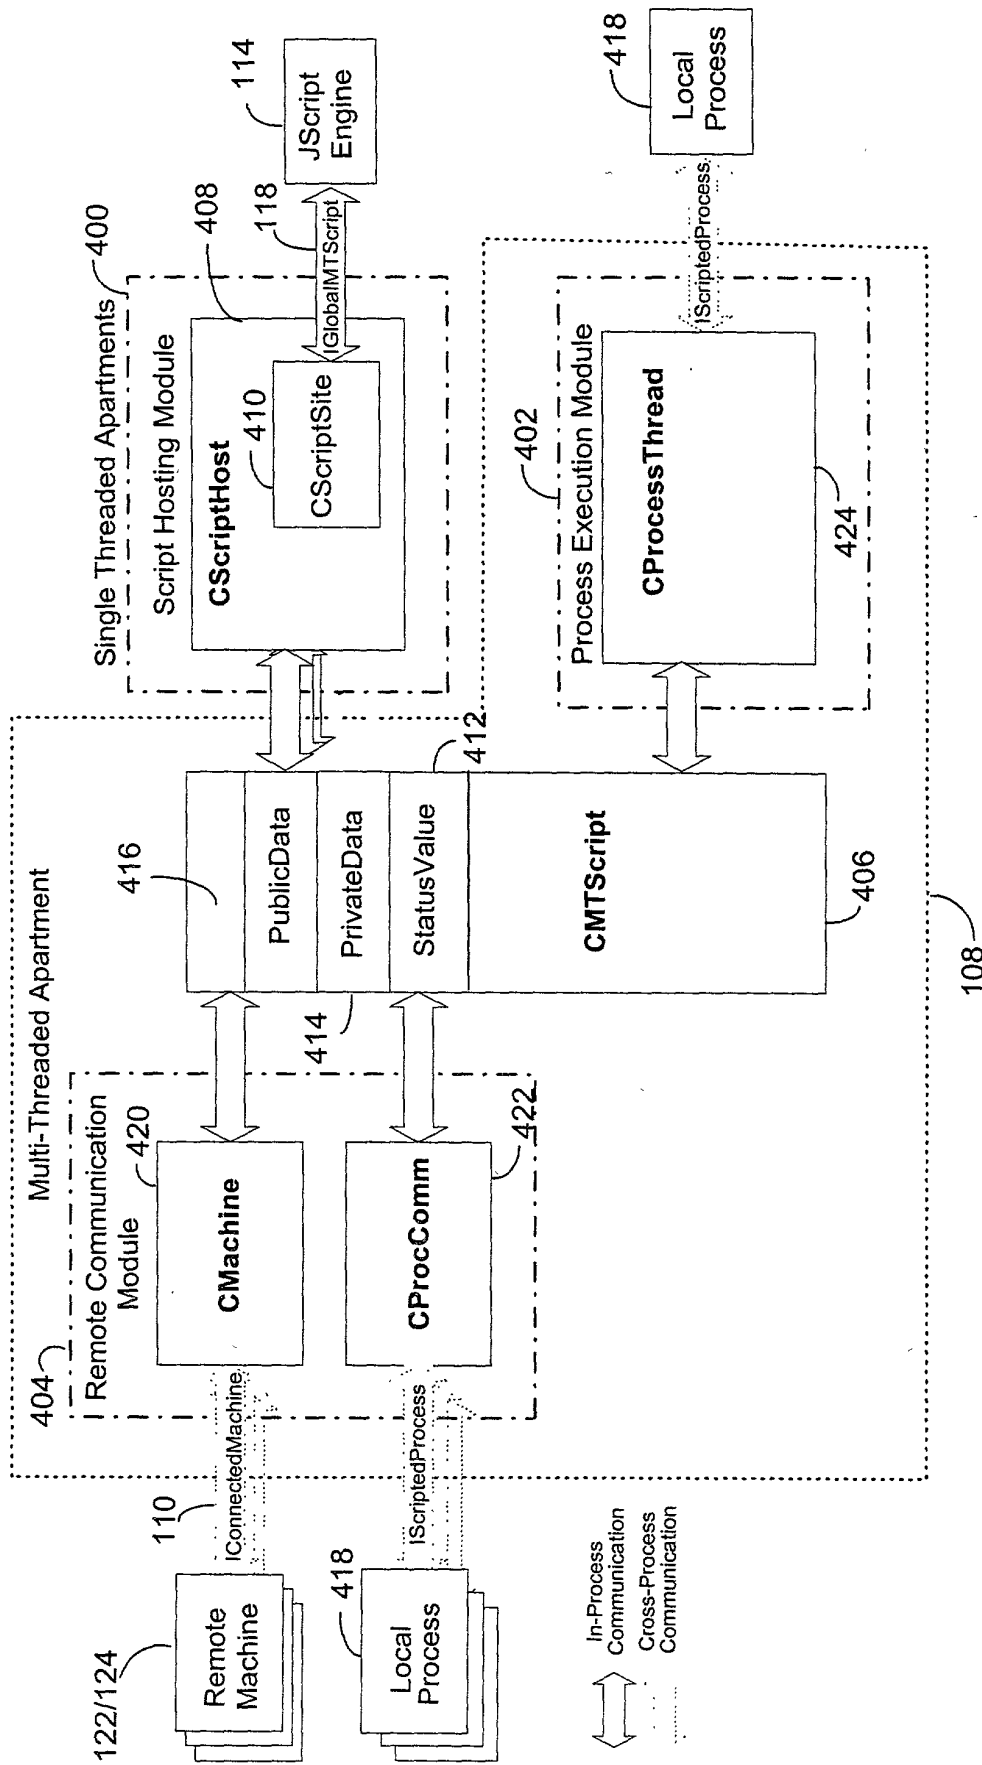 122/124
Remote
Machine
110
IConnectedMachine
418
Local
Process
IScriptedProcess
In-Process
Communication
Cross-Process
Communication
404
Multi-Threaded Apartment
Remote Communication
Module
420
CMachine
CProcComm
422
416
PublicData
PrivateData
414
StatusValue
412
CMTScript
406
108
Single Threaded Apartments
400
Script Hosting Module
408
CScriptHost
410
CScriptSite
118
IGlobalMTScript
114
JScript
Engine
402
Process Execution Module
CProcessThread
424
IScriptedProcess
418
Local
Process